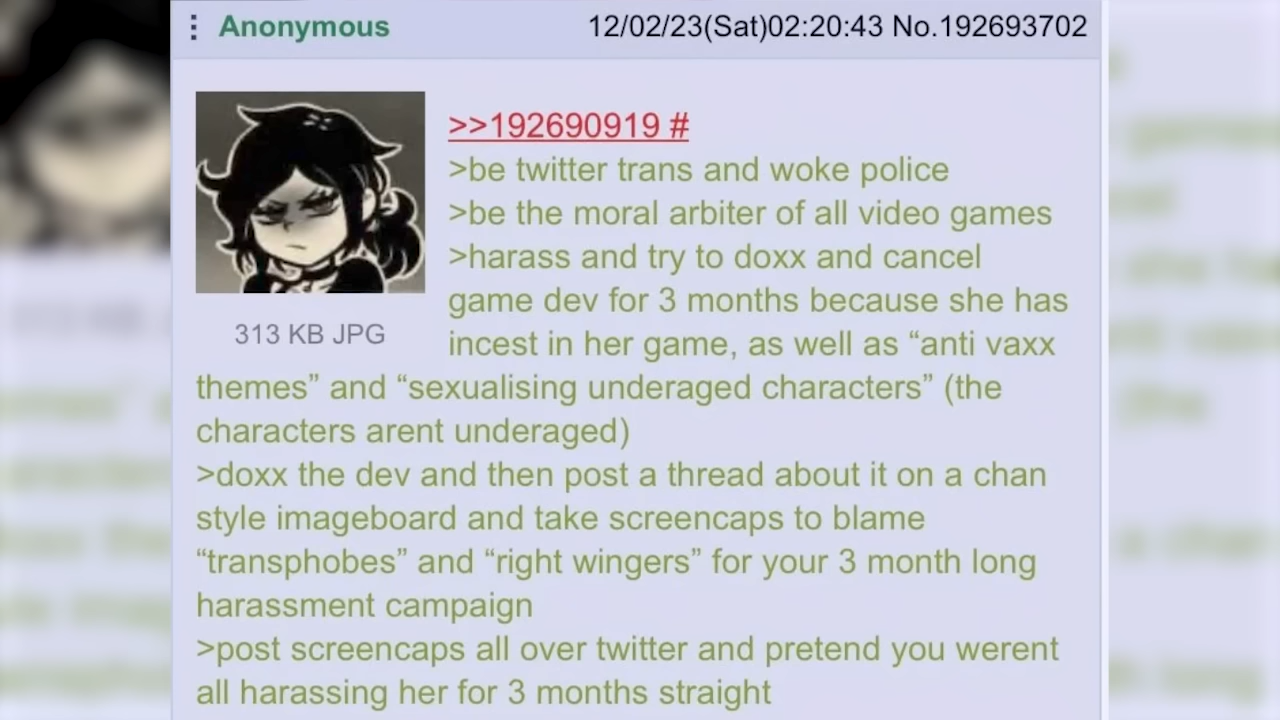 Anonymous 12/02/23(Sat)02:20:43 No.192693702
>>192690919 #
>be twitter trans and woke police
>be the moral arbiter of all video games
>harass and try to doxx and cancel
game dev for 3 months because she has
313 KB JPG
incest in her game, as well as “anti vaxx
themes” and “sexualising underaged characters” (the
characters arent underaged)
>doxx the dev and then post a thread about it on a chan
style imageboard and take screencaps to blame
“transphobes” and “right wingers” for your 3 month long
harassment campaign
>post screencaps all over twitter and pretend you werent
all harassing her for 3 months straight